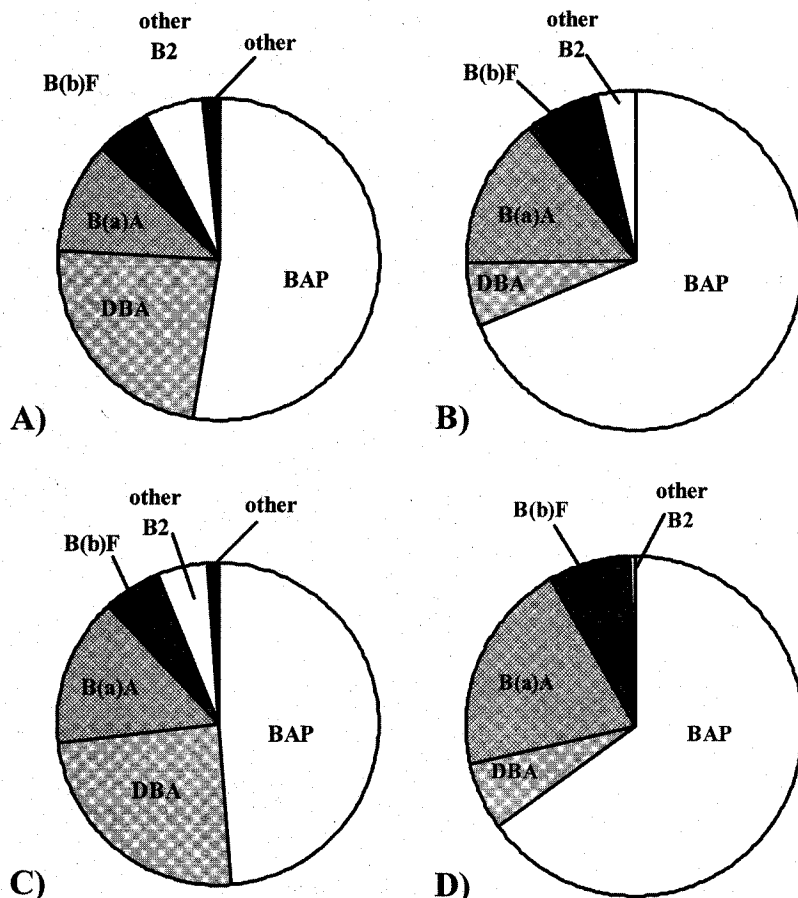 other
B2
other
B(b)F
B(a)A
DBA
BAP
A)
other
B2
B(b)F
B(a)A
DBA
BAP
B)
other
B2
other
B(b)F
B(a)A
DBA
BAP
C)
other
B2
B(b)F
B(a)A
DBA
BAP
D)